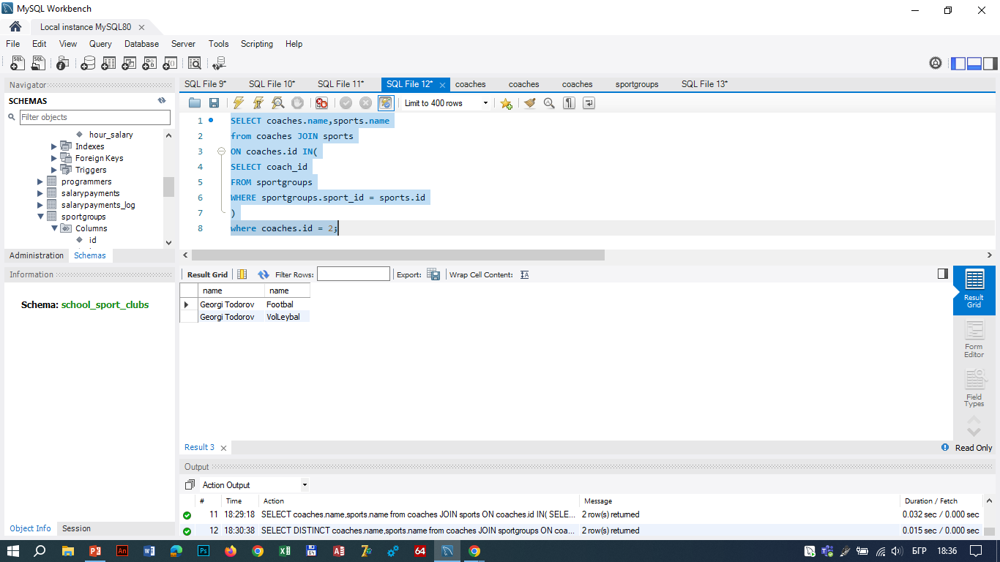 MySQL Workbench
Local instance MySQL80
File Edit View Query Database Server Tools Scripting Help
Navigator
SCHEMAS
Filter objects
hour_salary
Indexes
Foreign Keys
Triggers
programmers
salarypayments
salarypayments_log
sportgroups
Columns
id
Administration Schemas
Information
Schema: school_sport_clubs
Object Info Session
SQL File 9* SQL File 10* SQL File 11* SQL File 12* coaches coaches coaches sportgroups SQL File 13*
Limit to 400 rows
1 SELECT coaches.name,sports.name
2 from coaches JOIN sports
3 ON coaches.id IN(
4 SELECT coach_id
5 FROM sportgroups
6 WHERE sportgroups.sport_id = sports.id
7 )
8 where coaches.id = 2;
Result Grid Filter Rows: Export: Wrap Cell Content:
name name
Georgi Todorov Footbal
Georgi Todorov VolLeybal
Result Grid
Form Editor
Field Types
Result 3 Read Only
Output
Action Output
# Time Action Message Duration / Fetch
11 18:29:18 SELECT coaches.name,sports.name from coaches JOIN sports ON coaches.id IN( SELE... 2 row(s) returned 0.032 sec / 0.000 sec
12 18:30:38 SELECT DISTINCT coaches.name,sports.name from coaches JOIN sportgroups ON coa... 2 row(s) returned 0.015 sec / 0.000 sec
64 БГР 18:36